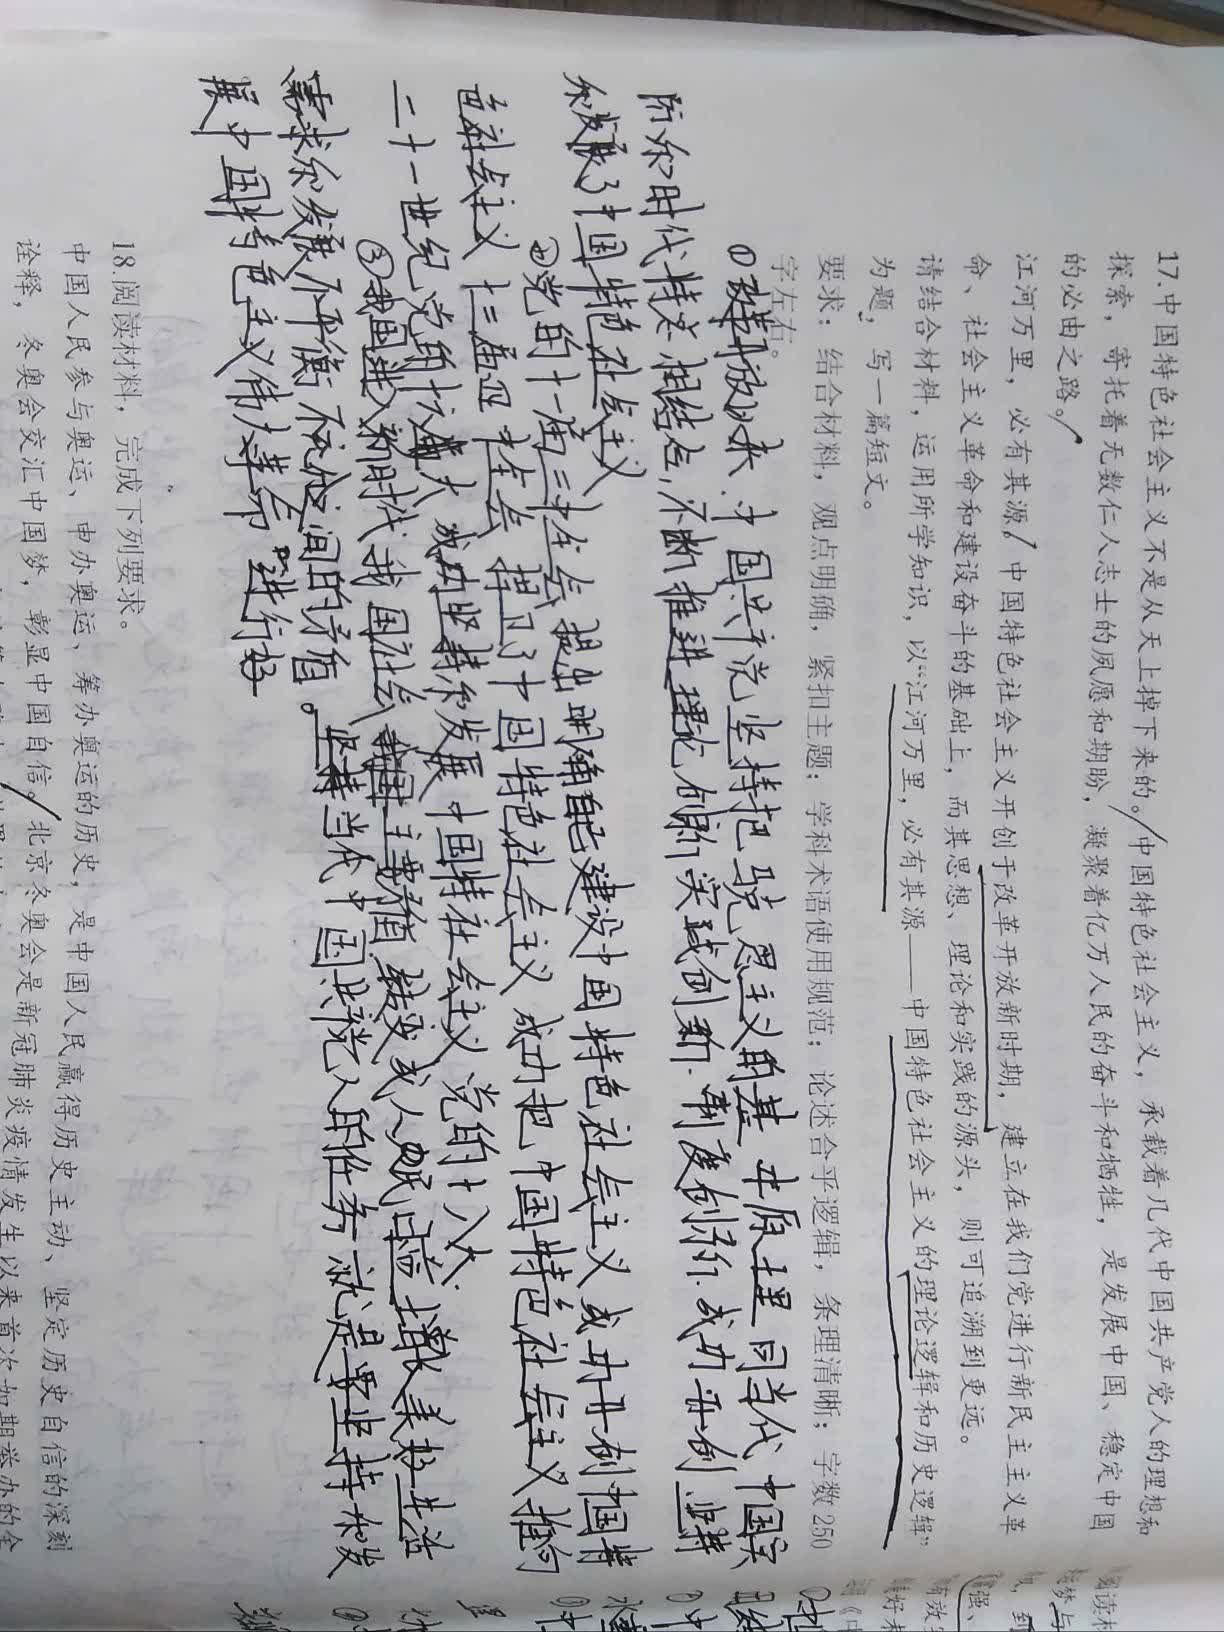 17.中国特色社会主义不是从天上掉下来的。中国特色社会主义,承载着几代中国共产党人的理想和
探索,寄托着无数仁人志士的夙愿和期盼,凝聚着亿万人民的奋斗和牺牲,是发展中国、稳定中国
的必由之路。
江河万里,必有其源。中国特色社会主义开创于改革开放新时期,建立在我们党进行新民主主义革
命、社会主义革命和建设奋斗的基础上,而其思想、理论和实践的源头,则可追溯到更远。
请结合材料,运用所学知识,以“江河万里,必有其源——中国特色社会主义的理论逻辑和历史逻辑”
为题,写一篇短文。
要求:结合材料,观点明确,紧扣主题;学科术语使用规范;论述合乎逻辑,条理清晰;字数250
字左右。
①改革开放以来,中国共产党坚持把马克思主义的基本原理同当代中国实
际和时代特点相结合,不断推进理论创新、实践创新、制度创新,成功开创、坚持
和发展了中国特色社会主义
②党的十一届三中全会 提出明确自己建设中国特色社会主义 成功开创中国特
色社会主义 十三届四中全会 捍卫了中国特色社会主义 成功把中国特色社会主义推向
二十一世纪 党的十六大 成功坚持和发展中国特社会主义 党的十八大
③我国进入新时代 我国社会主要矛盾 转变成人民日益增长美好生活
需求和发展不平衡 不充分之间的矛盾。坚持当代中国共产党人的任务 就是要坚持和发
展中国特色主义伟大革命 进行好
18.阅读材料,完成下列要求。
中国人民参与奥运、申办奥运、筹办奥运的历史,是中国人民赢得历史主动、坚定历史自信的深刻
诠释,冬奥会交汇中国梦,彰显中国自信。北京冬奥会是新冠肺炎疫情发生以来首次如期举办的全